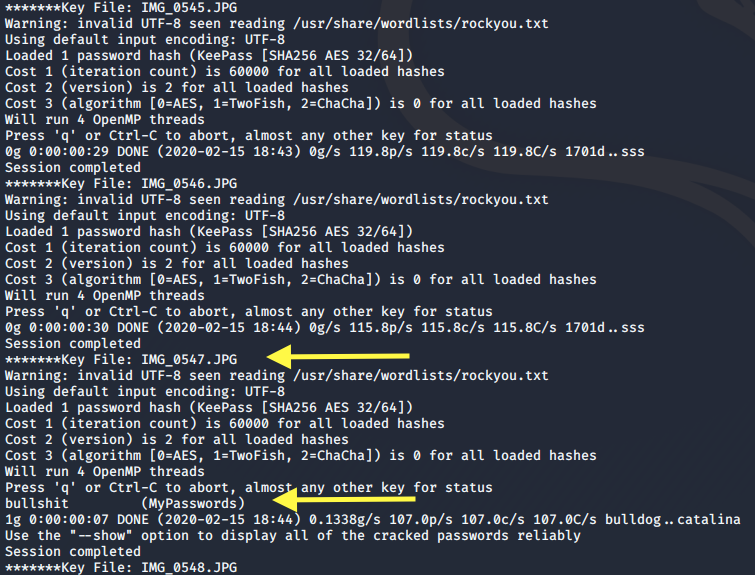 *******Key File: IMG_0545.JPG
Warning: invalid UTF-8 seen reading /usr/share/wordlists/rockyou.txt
Using default input encoding: UTF-8
Loaded 1 password hash (KeePass [SHA256 AES 32/64])
Cost 1 (iteration count) is 60000 for all loaded hashes
Cost 2 (version) is 2 for all loaded hashes
Cost 3 (algorithm [0=AES, 1=TwoFish, 2=ChaCha]) is 0 for all loaded hashes
Will run 4 OpenMP threads
Press 'q' or Ctrl-C to abort, almost any other key for status
0g 0:00:00:29 DONE (2020-02-15 18:43) 0g/s 119.8p/s 119.8c/s 119.8C/s 1701d..sss
Session completed
*******Key File: IMG_0546.JPG
Warning: invalid UTF-8 seen reading /usr/share/wordlists/rockyou.txt
Using default input encoding: UTF-8
Loaded 1 password hash (KeePass [SHA256 AES 32/64])
Cost 1 (iteration count) is 60000 for all loaded hashes
Cost 2 (version) is 2 for all loaded hashes
Cost 3 (algorithm [0=AES, 1=TwoFish, 2=ChaCha]) is 0 for all loaded hashes
Will run 4 OpenMP threads
Press 'q' or Ctrl-C to abort, almost any other key for status
0g 0:00:00:30 DONE (2020-02-15 18:44) 0g/s 115.8p/s 115.8c/s 115.8C/s 1701d..sss
Session completed
*******Key File: IMG_0547.JPG
Warning: invalid UTF-8 seen reading /usr/share/wordlists/rockyou.txt
Using default input encoding: UTF-8
Loaded 1 password hash (KeePass [SHA256 AES 32/64])
Cost 1 (iteration count) is 60000 for all loaded hashes
Cost 2 (version) is 2 for all loaded hashes
Cost 3 (algorithm [0=AES, 1=TwoFish, 2=ChaCha]) is 0 for all loaded hashes
Will run 4 OpenMP threads
Press 'q' or Ctrl-C to abort, almost any other key for status
bullshit         (MyPasswords)
1g 0:00:00:07 DONE (2020-02-15 18:44) 0.1338g/s 107.0p/s 107.0c/s 107.0C/s bulldog..catalina
Use the "--show" option to display all of the cracked passwords reliably
Session completed
*******Key File: IMG_0548.JPG